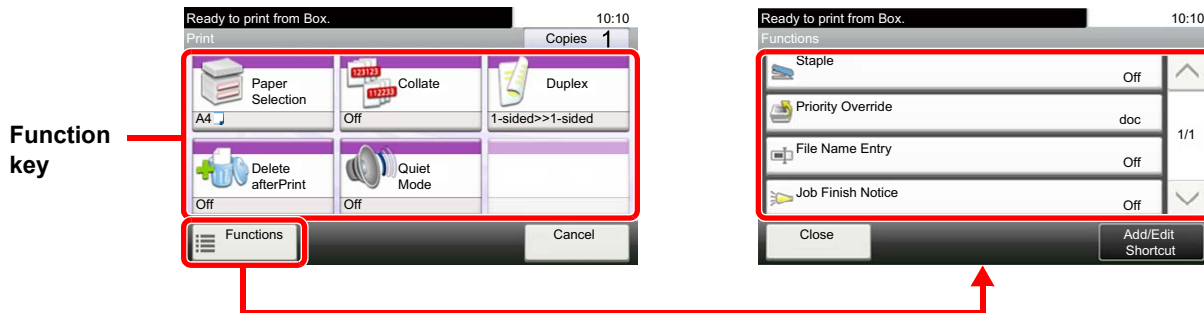 Function
key
Ready to print from Box.
10:10
Print
Copies 1
Paper
Selection
A4
123123
112233
Collate
Off
Duplex
1-sided>>1-sided
Delete
afterPrint
Off
Quiet
Mode
Off
Functions
Cancel
Ready to print from Box.
10:10
Functions
Staple
Off
Priority Override
doc
File Name Entry
Off
Job Finish Notice
Off
1/1
Close
Add/Edit
Shortcut